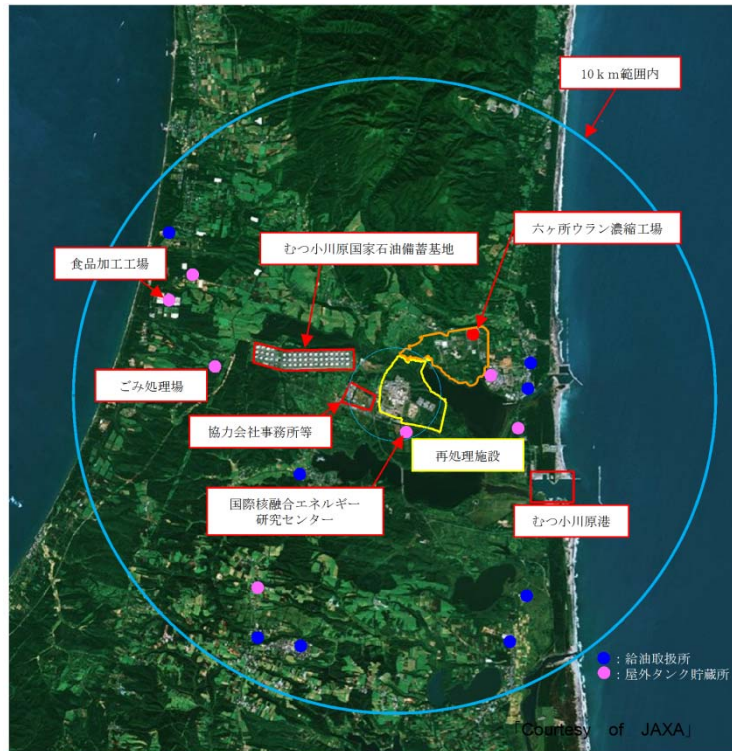 10km範囲内
六ヶ所ウラン濃縮工場
むつ小川原国家石油備蓄基地
食品加工工場
ごみ処理場
協力会社事務所等
再処理施設
国際核融合エネルギー
研究センター
むつ小川原港
:給油取扱所
:屋外タンク貯蔵所
「Courtesy of JAXA」